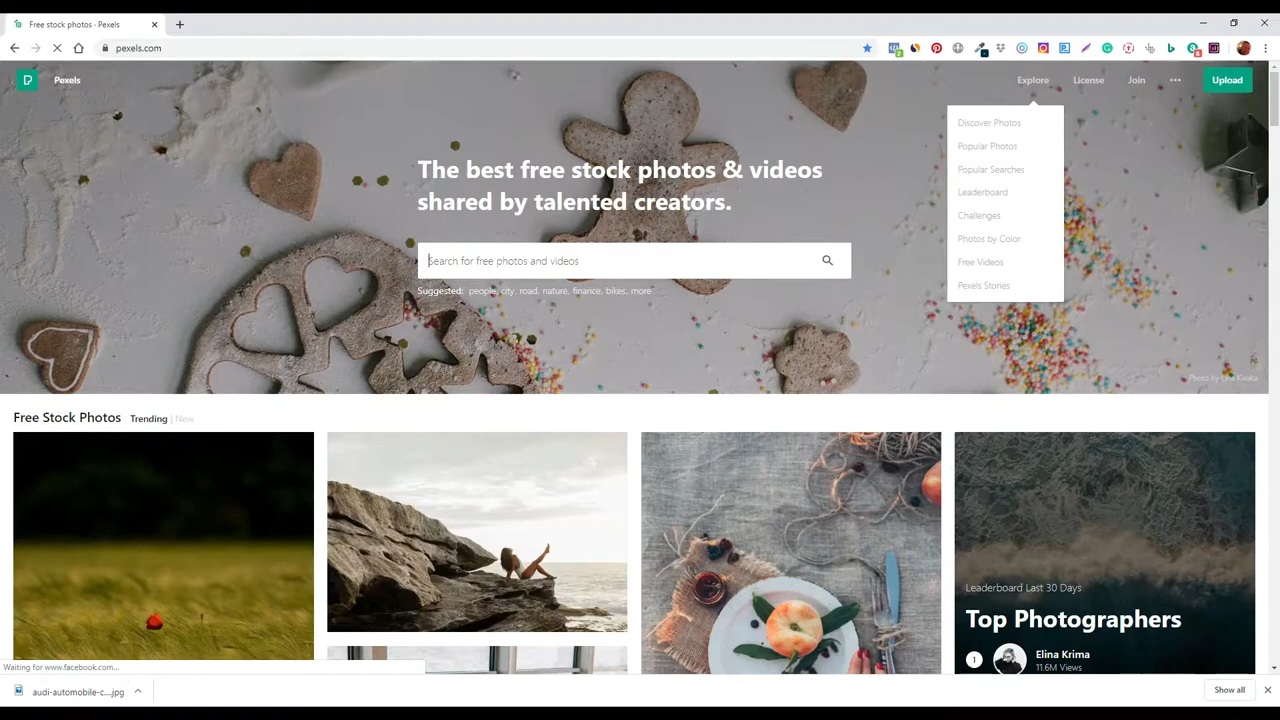 Free stock photos · Pexels
pexels.com
Pexels
Explore
License
Join
Upload
Discover Photos
Popular Photos
Popular Searches
Leaderboard
Challenges
Photos by Color
Free Videos
Pexels Stories
The best free stock photos & videos
shared by talented creators.
Search for free photos and videos
Suggested: people, city, road, nature, finance, bikes, more
Photo by Lina Kivaka
Free Stock Photos Trending | New
Leaderboard Last 30 Days
Top Photographers
1 Elina Krima
11.6M Views
Waiting for www.facebook.com...
audi-automobile-c....jpg
Show all